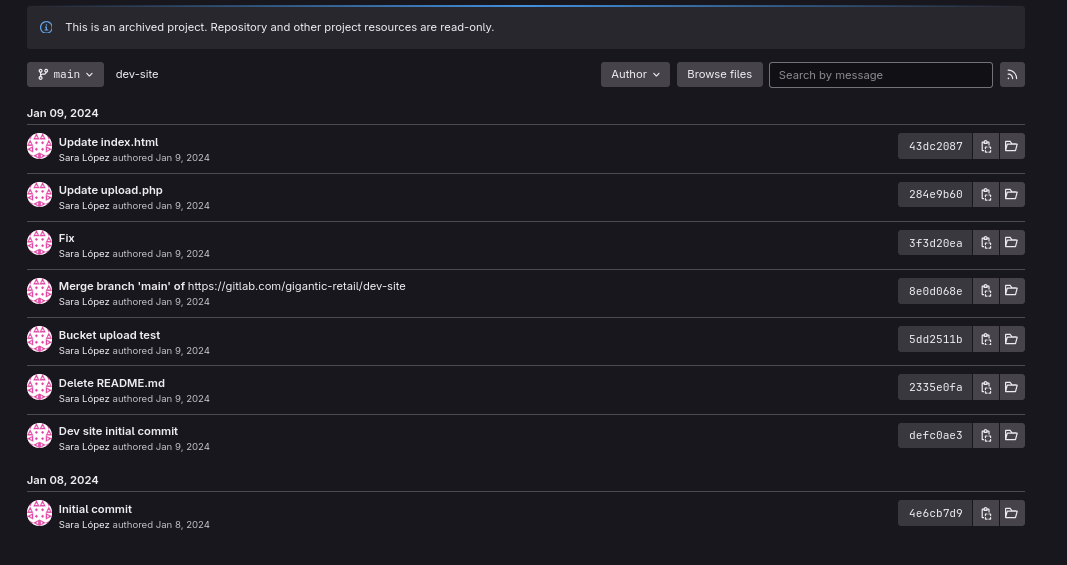 This is an archived project. Repository and other project resources are read-only.
main dev-site Author Browse files Search by message
Jan 09, 2024
Update index.html
Sara López authored Jan 9, 2024
43dc2087
Update upload.php
Sara López authored Jan 9, 2024
284e9b60
Fix
Sara López authored Jan 9, 2024
3f3d20ea
Merge branch 'main' of https://gitlab.com/gigantic-retail/dev-site
Sara López authored Jan 9, 2024
8e0d068e
Bucket upload test
Sara López authored Jan 9, 2024
5dd2511b
Delete README.md
Sara López authored Jan 9, 2024
2335e0fa
Dev site initial commit
Sara López authored Jan 9, 2024
defc0ae3
Jan 08, 2024
Initial commit
Sara López authored Jan 8, 2024
4e6cb7d9